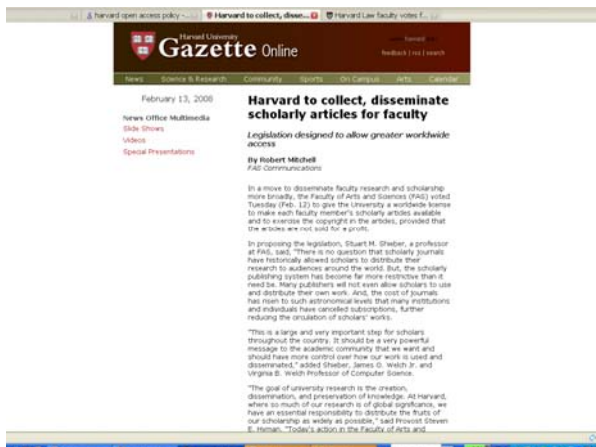 harvard open access policy - ...
Harvard to collect, disse...
Harvard Law faculty votes f...
Harvard University
Gazette Online
harvard
feedback | rss | search
News Science & Research Community Sports On Campus Arts Calendar
February 13, 2008
News Office Multimedia
Slide Shows
Videos
Special Presentations
Harvard to collect, disseminate
scholarly articles for faculty
Legislation designed to allow greater worldwide
access
By Robert Mitchell
FAS Communications
In a move to disseminate faculty research and scholarship
more broadly, the Faculty of Arts and Sciences (FAS) voted
Tuesday (Feb. 12) to give the University a worldwide license
to make each faculty member's scholarly articles available
and to exercise the copyright in the articles, provided that
the articles are not sold for a profit.
In proposing the legislation, Stuart M. Shieber, a professor
at FAS, said, "There is no question that scholarly journals
have historically allowed scholars to distribute their
research to audiences around the world. But, the scholarly
publishing system has become far more restrictive than it
need be. Many publishers will not even allow scholars to use
and distribute their own work. And, the cost of journals
has risen to such astronomical levels that many institutions
and individuals have cancelled subscriptions, further
reducing the circulation of scholars' works.
"This is a large and very important step for scholars
throughout the country. It should be a very powerful
message to the academic community that we want and
should have more control over how our work is used and
disseminated," added Shieber, James O. Welch Jr. and
Virginia B. Welch Professor of Computer Science.
"The goal of university research is the creation,
dissemination, and preservation of knowledge. At Harvard,
where so much of our research is of global significance, we
have an essential responsibility to distribute the fruits of
our scholarship as widely as possible," said Provost Steven
E. Hyman. "Today's action in the Faculty of Arts and